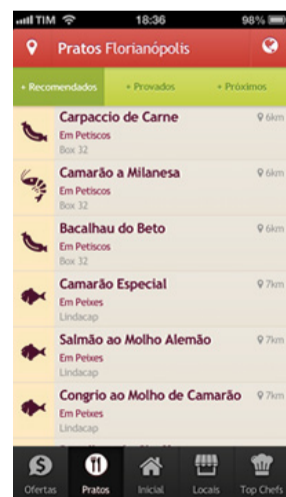 TIM 18:36 98%
Pratos Florianópolis
+ Recomendados + Provados + Próximos
Carpaccio de Carne 6km
Em Petiscos
Box 32
Camarão a Milanesa 6km
Em Petiscos
Box 32
Bacalhau do Beto 6km
Em Petiscos
Box 32
Camarão Especial 7km
Em Peixes
Lindacap
Salmão ao Molho Alemão 7km
Em Peixes
Lindacap
Congrio ao Molho de Camarão 7km
Em Peixes
Lindacap
Ofertas Pratos Inicial Locais Top Chefs